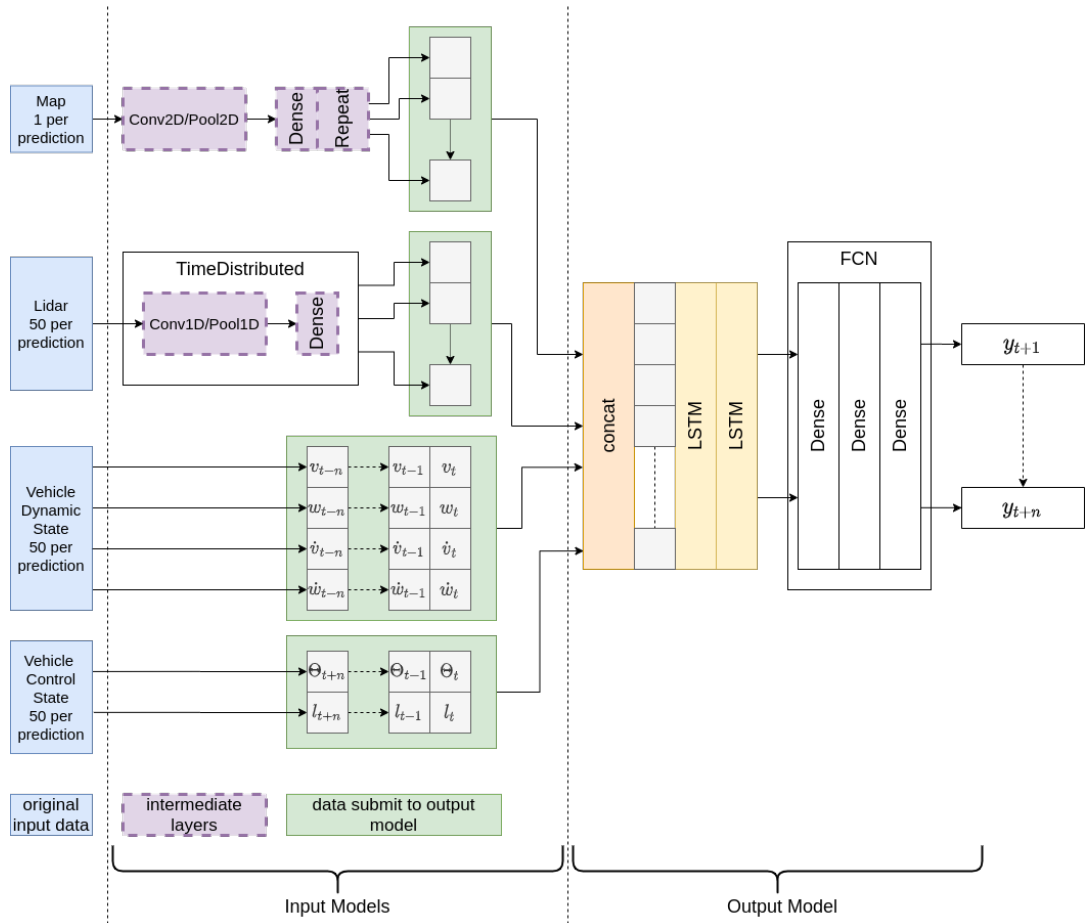 Map
1 per
prediction
Conv2D/Pool2D
Dense
Repeat
Lidar
50 per
prediction
TimeDistributed
Conv1D/Pool1D
Dense
Vehicle
Dynamic
State
50 per
prediction
v_{t-n} v_{t-1} v_t
w_{t-n} w_{t-1} w_t
v̇_{t-n} v̇_{t-1} v̇_t
ẇ_{t-n} ẇ_{t-1} ẇ_t
Vehicle
Control
State
50 per
prediction
Θ_{t+n} Θ_{t-1} Θ_t
l_{t+n} l_{t-1} l_t
concat
LSTM
LSTM
FCN
Dense
Dense
Dense
y_{t+1}
y_{t+n}
original
input data
intermediate
layers
data submit to output
model
Input Models
Output Model